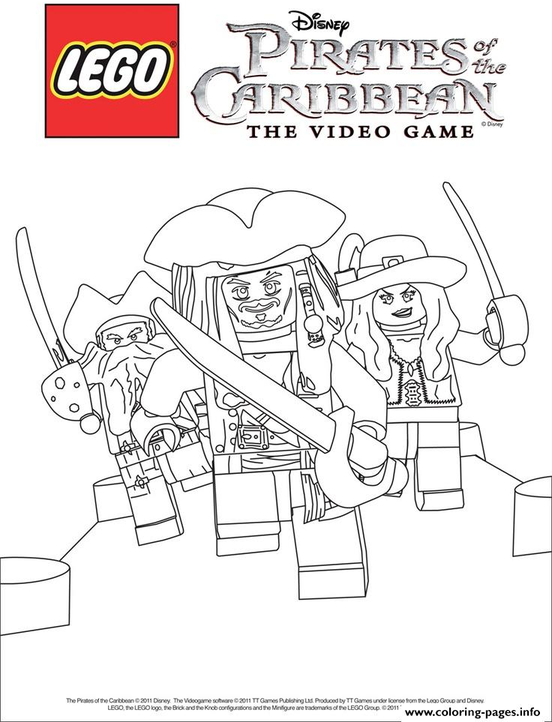 LEGO
®
Disney
PIRATES of the
CARIBBEAN
© Disney
THE VIDEO GAME
The Pirates of the Caribbean © 2011 Disney. The Videogame software © 2011 TT Games Publishing Ltd. Produced by TT Games under license from the Lego Group and Disney.
LEGO, the LEGO logo, the Brick and the Knob configurations and the Minifigure are trademarks of the LEGO Group. © 2011
www.coloring-pages.info